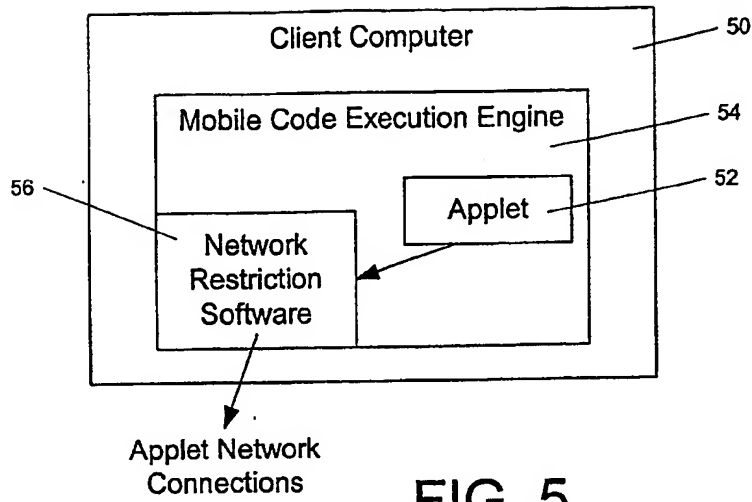 Client Computer
50
Mobile Code Execution Engine
54
56
Applet
52
Network
Restriction
Software
Applet Network
Connections
FIG. 5